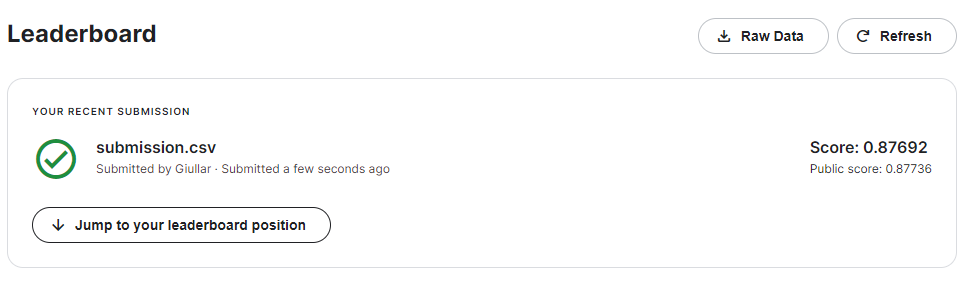 Leaderboard
Raw Data
Refresh
YOUR RECENT SUBMISSION
submission.csv
Score: 0.87692
Submitted by Giullar · Submitted a few seconds ago
Public score: 0.87736
Jump to your leaderboard position